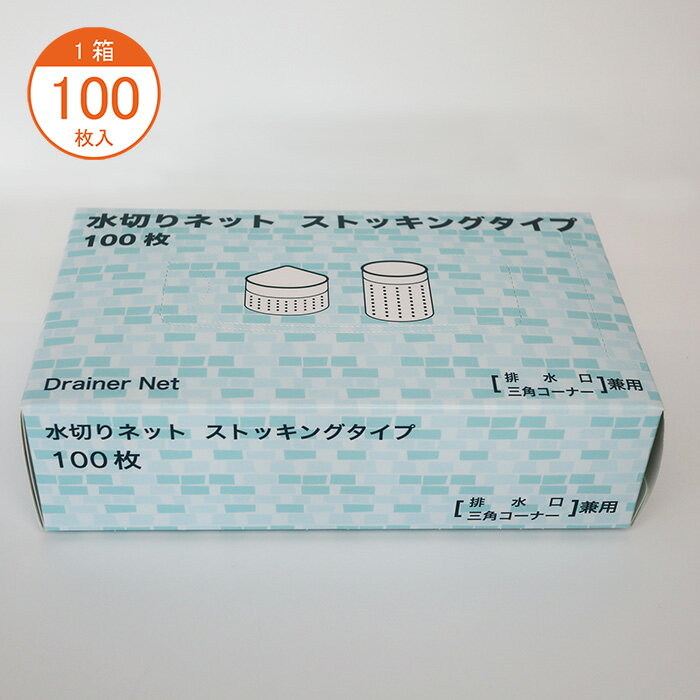 1箱
100
枚入
水切りネット ストッキングタイプ
100枚
Drainer Net
[排水口
三角コーナー]兼用
水切りネット ストッキングタイプ
100枚
[排水口
三角コーナー]兼用